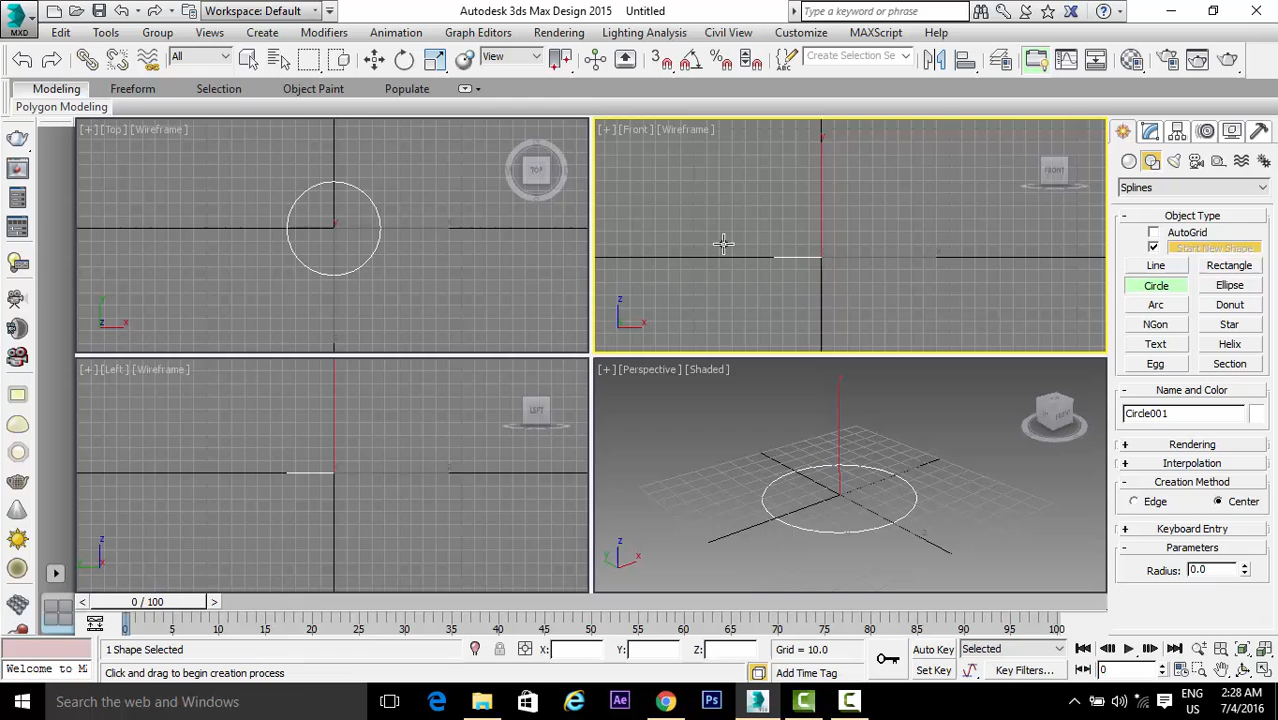 Workspace: Default
Autodesk 3ds Max Design 2015
Untitled
Type a keyword or phrase
MXD
Edit
Tools
Group
Views
Create
Modifiers
Animation
Graph Editors
Rendering
Lighting Analysis
Civil View
Customize
MAXScript
Help
All
View
Create Selection Se
Modeling
Freeform
Selection
Object Paint
Populate
Polygon Modeling
[+] [Top] [Wireframe]
TOP
[+] [Front] [Wireframe]
FRONT
Splines
- Object Type
AutoGrid
Start New Shape
Line
Rectangle
Circle
Ellipse
Arc
Donut
NGon
Star
Text
Helix
Egg
Section
- Name and Color
Circle001
+ Rendering
+ Interpolation
- Creation Method
Edge
Center
+ Keyboard Entry
- Parameters
Radius: 0.0
[+] [Left] [Wireframe]
LEFT
[+] [Perspective] [Shaded]
FRONT
< 0 / 100 >
0 5 10 15 20 25 30 35 40 45 50 55 60 65 70 75 80 85 90 95 100
1 Shape Selected
X:
Y:
Z:
Grid = 10.0
Auto Key
Selected
Welcome to M
Click and drag to begin creation process
Add Time Tag
Set Key
Key Filters...
0
Search the web and Windows
Ae
Ps
ENG
US
2:28 AM
7/4/2016